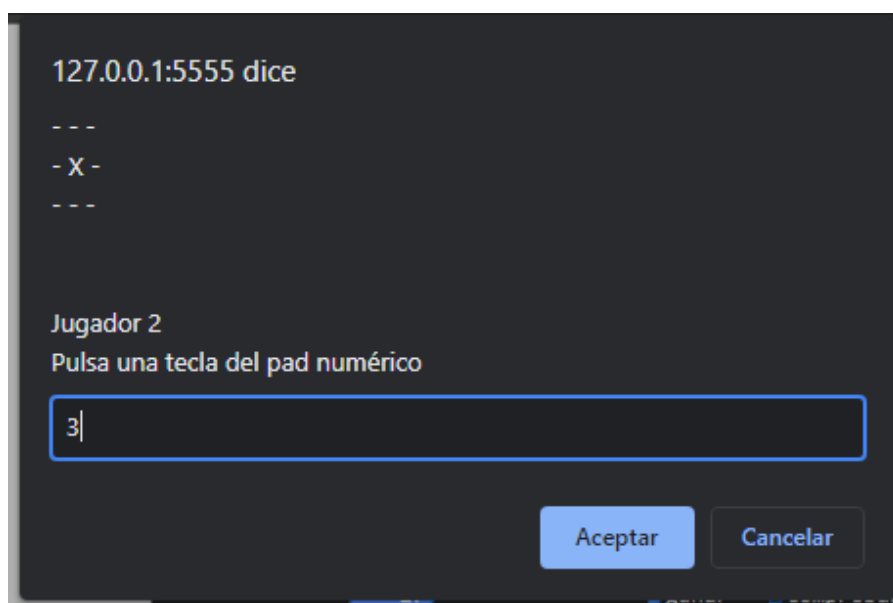 127.0.0.1:5555 dice
- - -
- X -
- - -
Jugador 2
Pulsa una tecla del pad numérico
3
Aceptar Cancelar